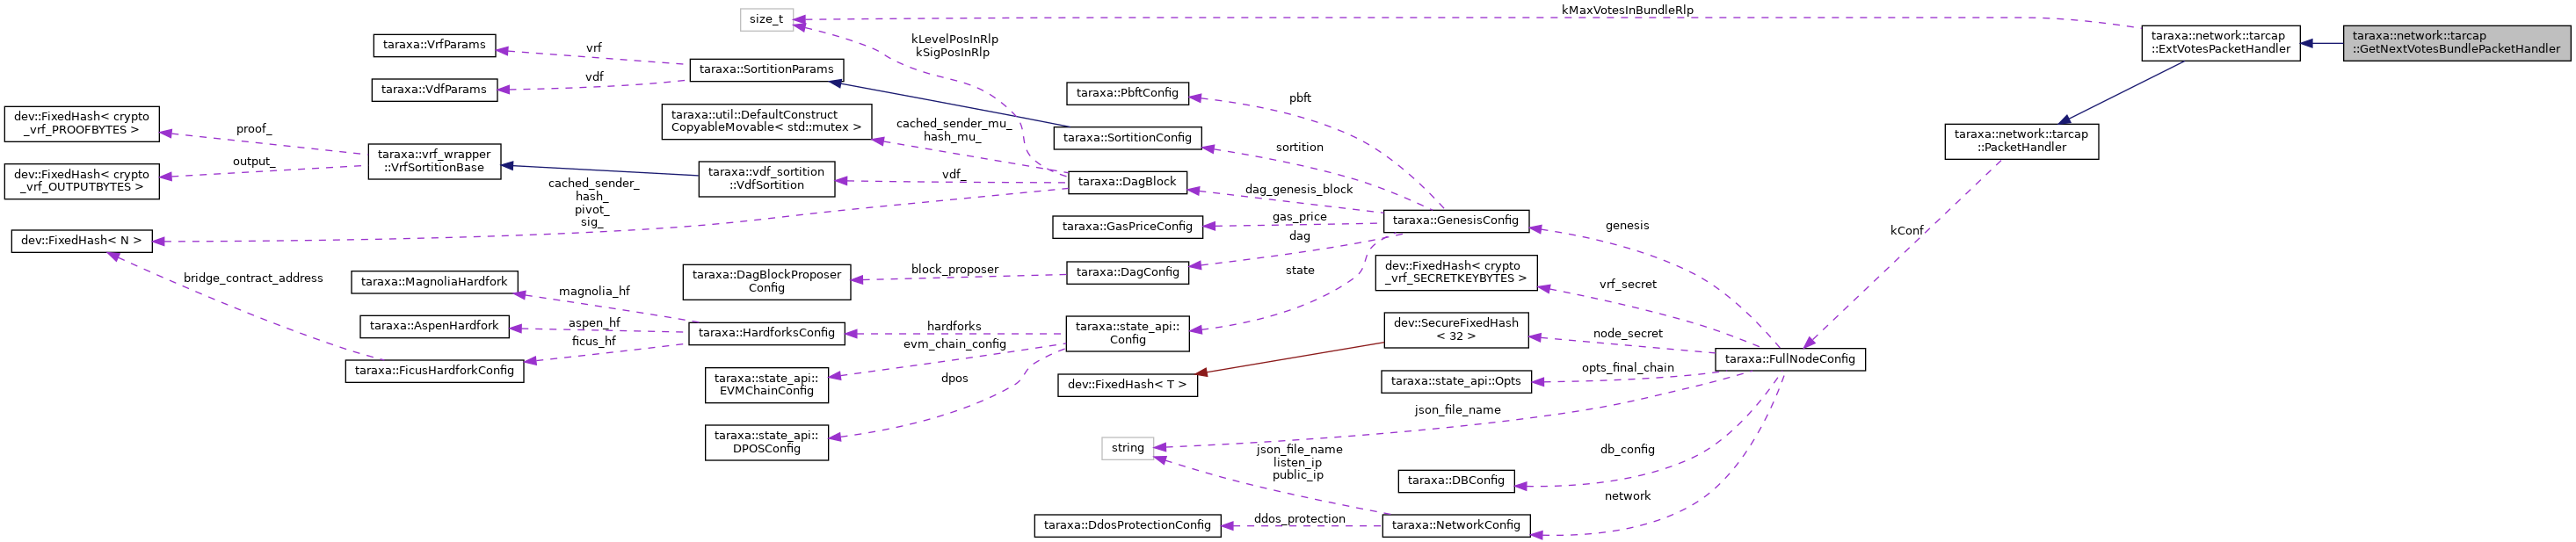 size_t
kMaxVotesInBundleRlp
taraxa::network::tarcap
::ExtVotesPacketHandler
taraxa::network::tarcap
::GetNextVotesBundlePacketHandler
taraxa::VrfParams
vrf
kLevelPosInRlp
kSigPosInRlp
taraxa::SortitionParams
taraxa::VdfParams
vdf
taraxa::PbftConfig
pbft
dev::FixedHash< crypto
_vrf_PROOFBYTES >
proof_
taraxa::util::DefaultConstruct
CopyableMovable< std::mutex >
cached_sender_mu_
hash_mu_
taraxa::SortitionConfig
sortition
taraxa::network::tarcap
::PacketHandler
taraxa::vrf_wrapper
::VrfSortitionBase
output_
dev::FixedHash< crypto
_vrf_OUTPUTBYTES >
taraxa::vdf_sortition
::VdfSortition
vdf_
taraxa::DagBlock
dag_genesis_block
cached_sender_
hash_
pivot_
sig_
taraxa::GasPriceConfig
gas_price
taraxa::GenesisConfig
genesis
kConf
dev::FixedHash< N >
dag
bridge_contract_address
taraxa::MagnoliaHardfork
magnolia_hf
taraxa::DagBlockProposer
Config
block_proposer
taraxa::DagConfig
state
dev::FixedHash< crypto
_vrf_SECRETKEYBYTES >
vrf_secret
taraxa::AspenHardfork
aspen_hf
ficus_hf
taraxa::HardforksConfig
hardforks
evm_chain_config
taraxa::state_api::
Config
dev::SecureFixedHash
< 32 >
node_secret
taraxa::FullNodeConfig
taraxa::FicusHardforkConfig
taraxa::state_api::
EVMChainConfig
dpos
dev::FixedHash< T >
taraxa::state_api::Opts
opts_final_chain
json_file_name
taraxa::state_api::
DPOSConfig
string
json_file_name
listen_ip
public_ip
db_config
taraxa::DBConfig
network
taraxa::DdosProtectionConfig
ddos_protection
taraxa::NetworkConfig